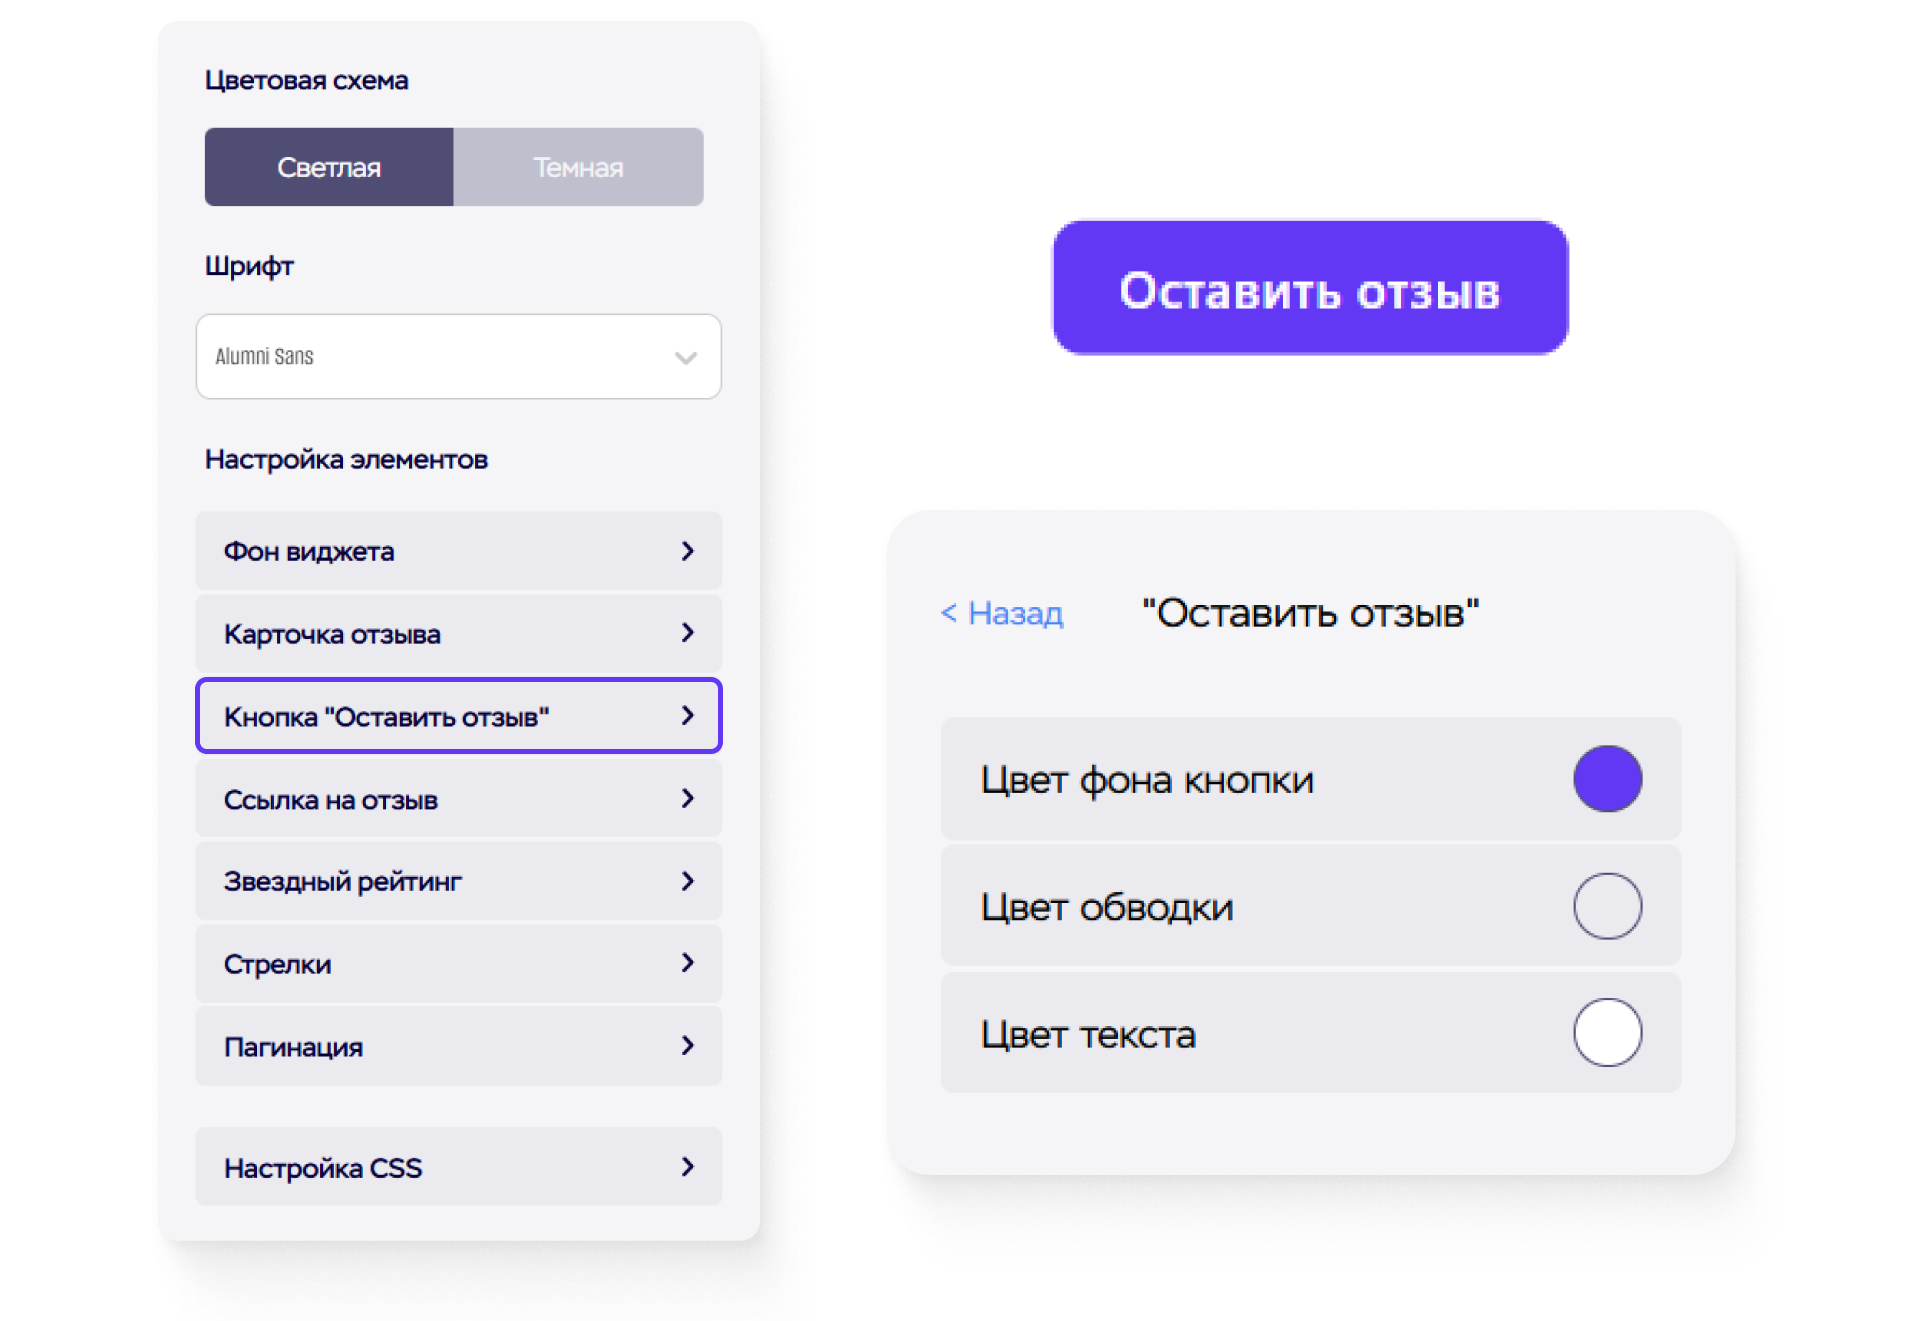 Цветовая схема
Светлая
Темная
Шрифт
Alumni Sans
Настройка элементов
Фон виджета
Карточка отзыва
Кнопка "Оставить отзыв"
Ссылка на отзыв
Звездный рейтинг
Стрелки
Пагинация
Настройка CSS
Оставить отзыв
< Назад
"Оставить отзыв"
Цвет фона кнопки
Цвет обводки
Цвет текста